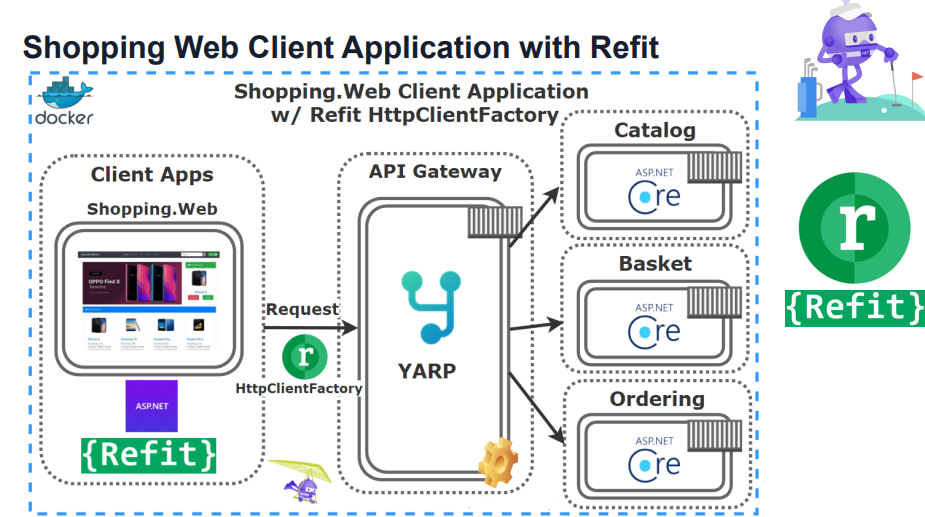 Shopping Web Client Application with Refit
docker
Shopping.Web Client Application
w/ Refit HttpClientFactory
Client Apps
Shopping.Web
OPPO Find X
ASP.NET
{Refit}
Request
r
HttpClientFactory
API Gateway
YARP
Catalog
ASP.NET
Core
Basket
ASP.NET
Core
Ordering
ASP.NET
Core
r
{Refit}